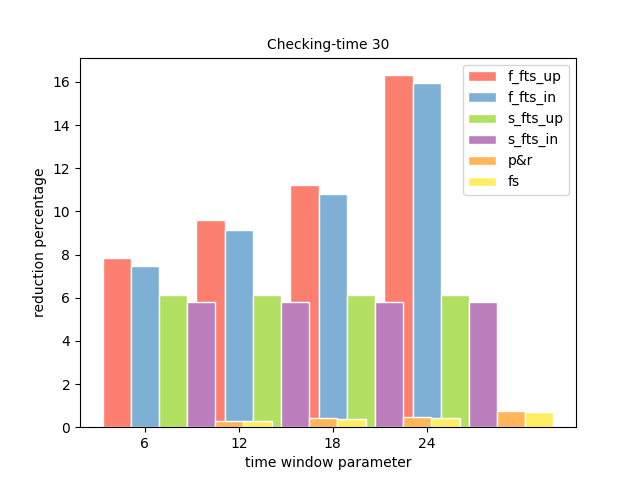 Checking-time 30
reduction percentage
16
14
12
10
8
6
4
2
0
f_fts_up
f_fts_in
s_fts_up
s_fts_in
p&r
fs
6 12 18 24
time window parameter